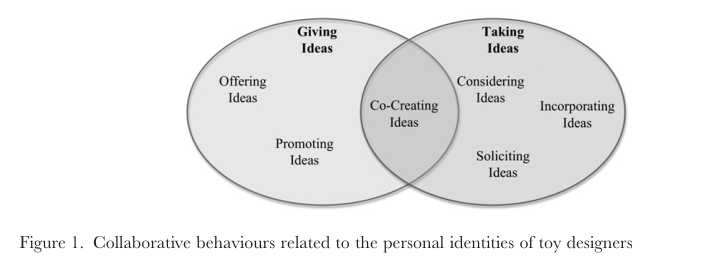 Giving
Ideas
Taking
Ideas
Offering
Ideas
Considering
Ideas
Co-Creating
Ideas
Incorporating
Ideas
Promoting
Ideas
Soliciting
Ideas
Figure 1. Collaborative behaviours related to the personal identities of toy designers